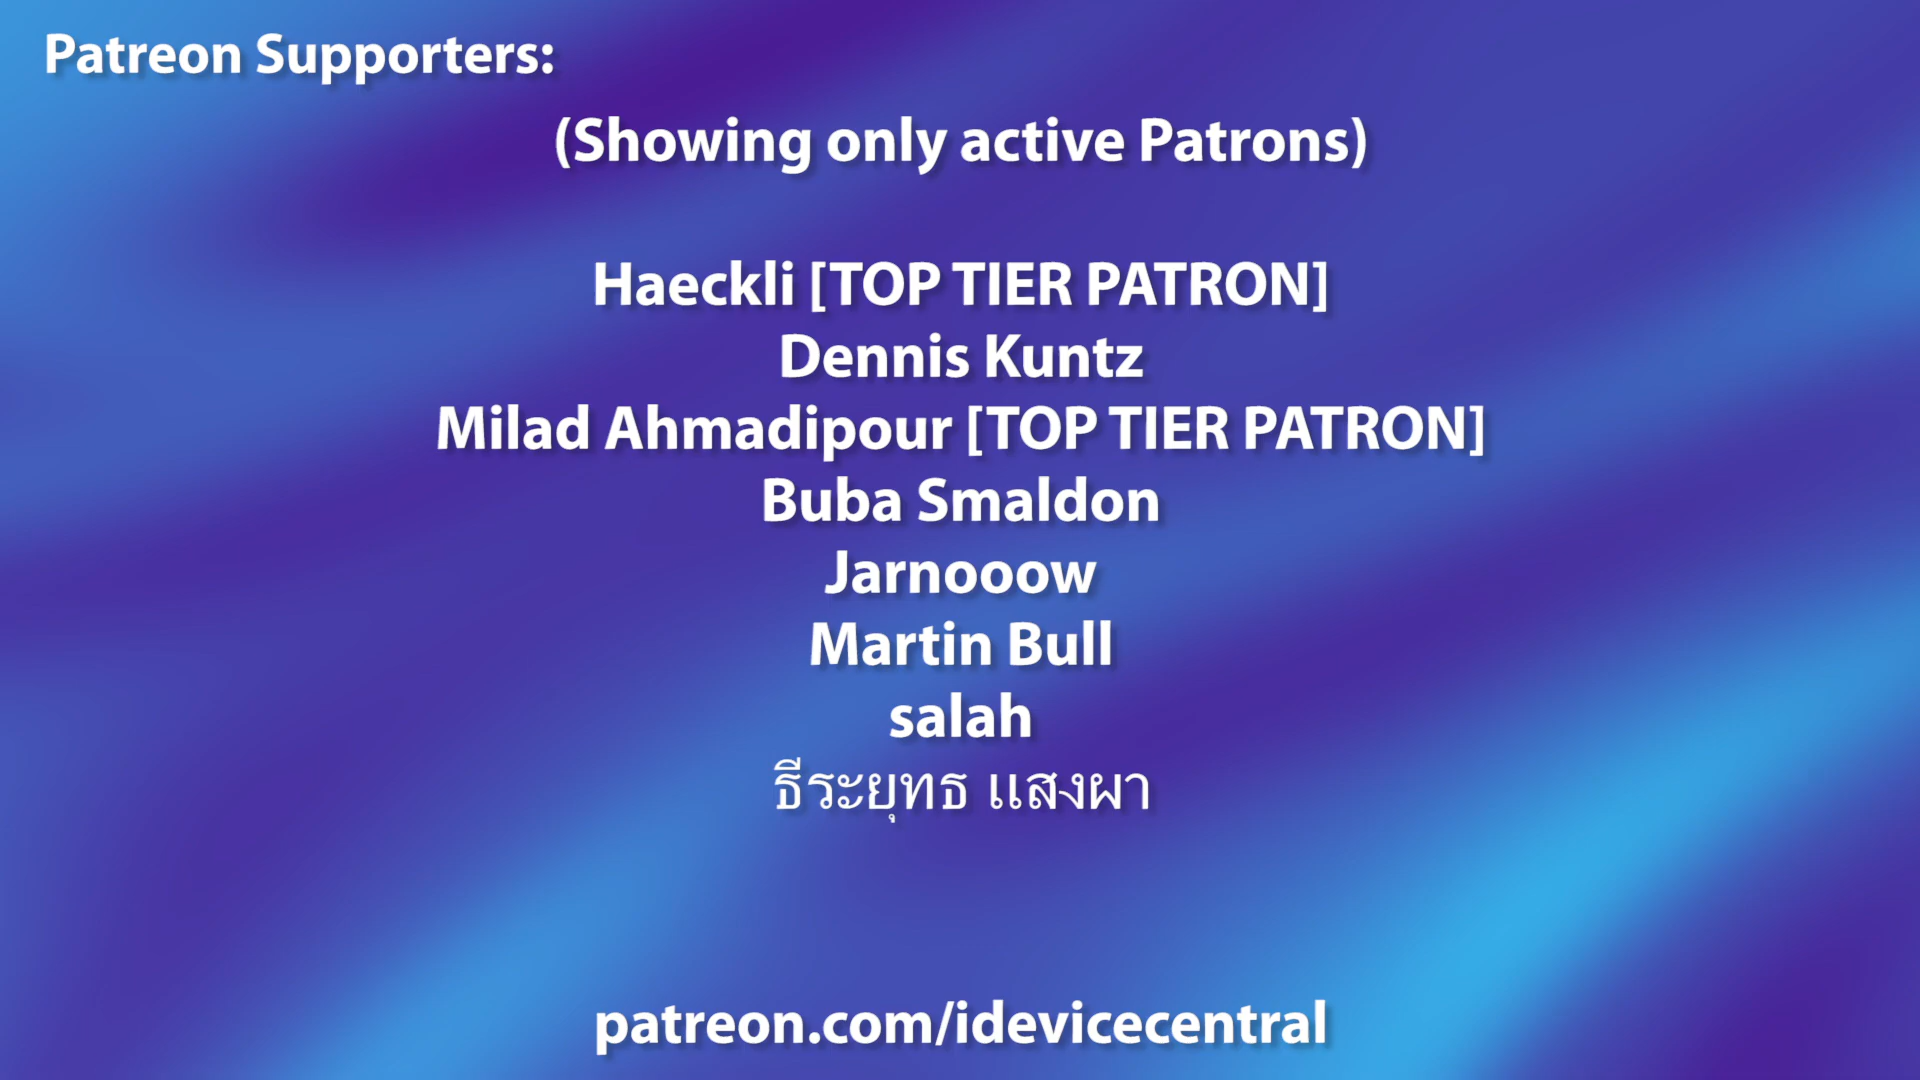 Patreon Supporters:
(Showing only active Patrons)
Haeckli [TOP TIER PATRON]
Dennis Kuntz
Milad Ahmadipour [TOP TIER PATRON]
Buba Smaldon
Jarnooow
Martin Bull
salah
ธีระยุทธ แสงผา
patreon.com/idevicecentral